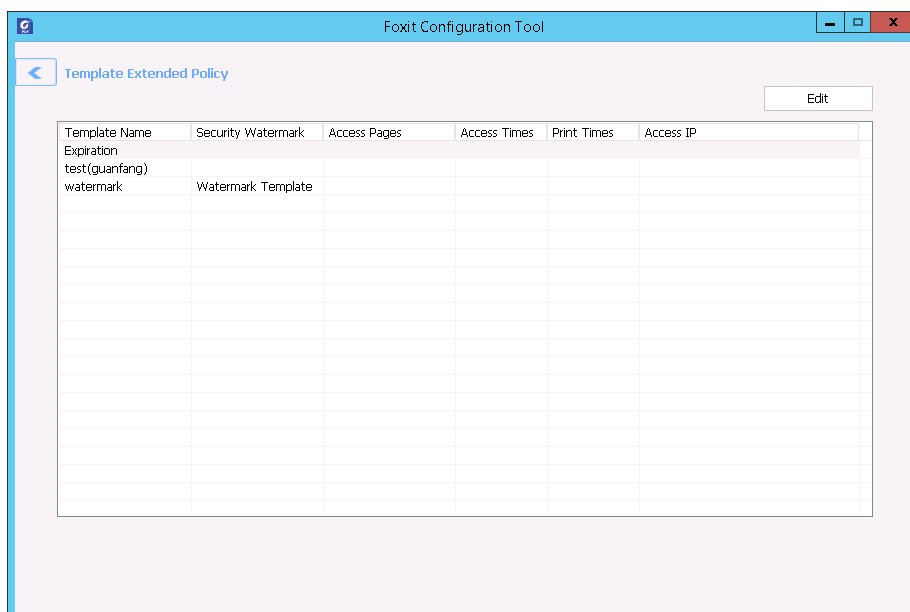 Foxit Configuration Tool
Template Extended Policy
Edit
Template Name Security Watermark Access Pages Access Times Print Times Access IP
Expiration
test(guanfang)
watermark Watermark Template